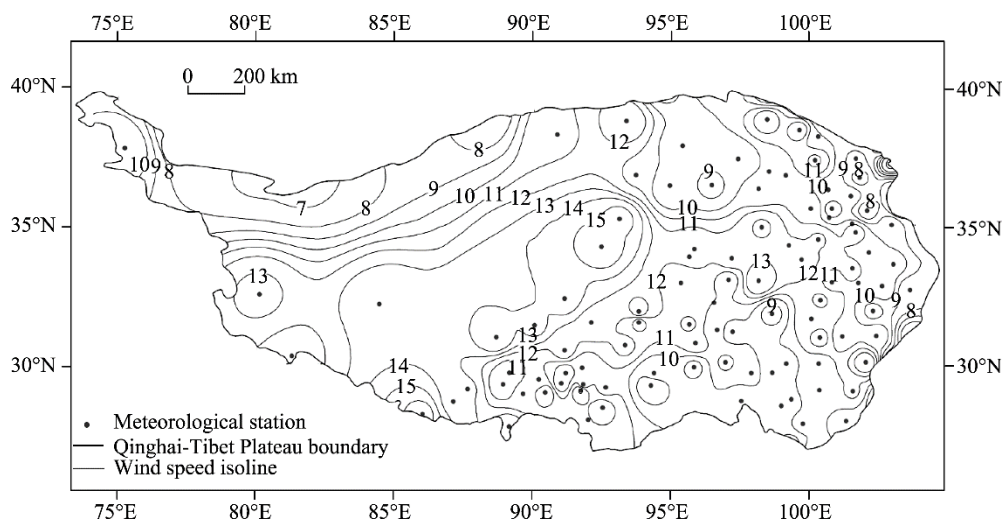 75°E 80°E 85°E 90°E 95°E 100°E
0 200 km
40°N 40°N
12
8
10 9 8
11 9 8
9 10
9
10 11 12 13 14
8
7
15
10
11
8
35°N 35°N
13
12
13
12 11
10 9 8
13
12
11
11
10
9
30°N 30°N
14
15
Meteorological station
Qinghai-Tibet Plateau boundary
Wind speed isoline
75°E 80°E 85°E 90°E 95°E 100°E